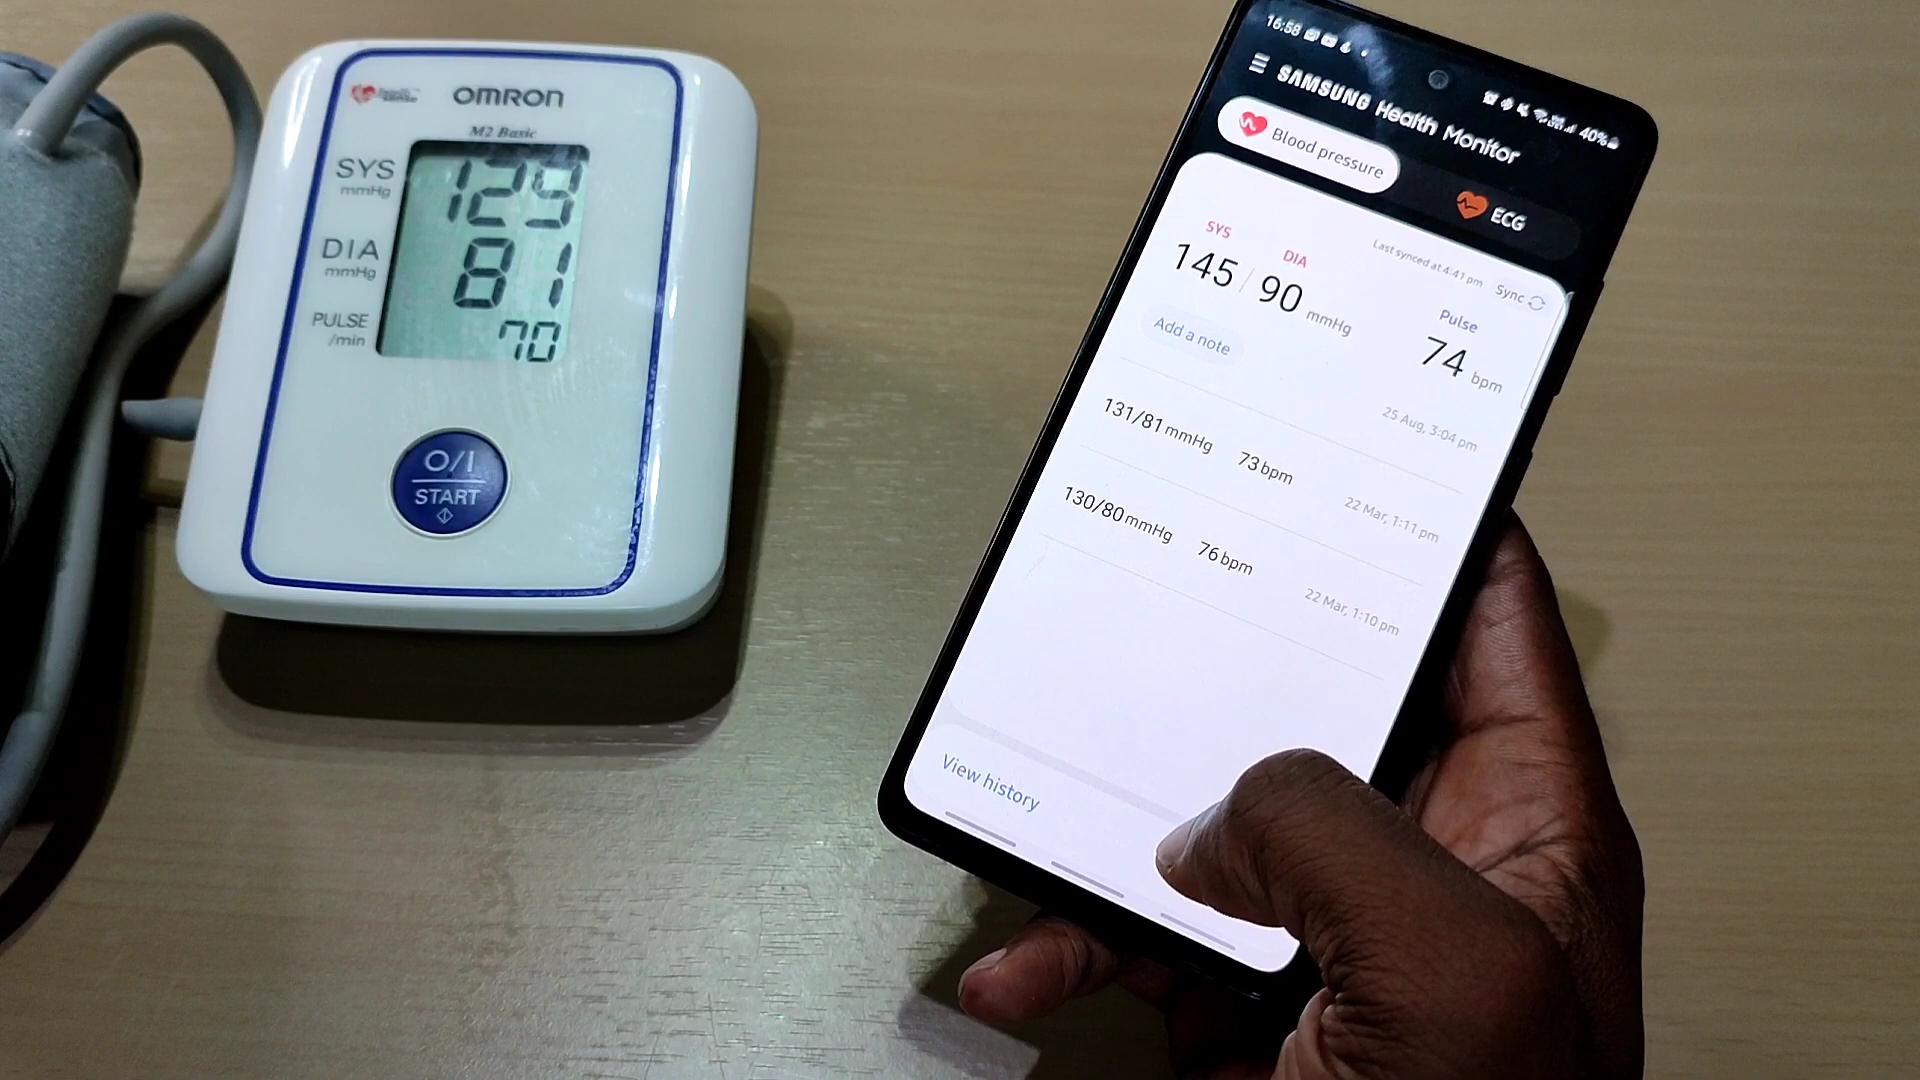 OMRON
M2 Basic
SYS
mmHg
129
DIA
mmHg
81
PULSE
/min
70
O/I
START
16:58
40%
SAMSUNG Health Monitor
Blood pressure
ECG
Last synced at 4:41 pm Sync
SYS
DIA
145/90 mmHg
Pulse
74 bpm
Add a note
25 Aug, 3:04 pm
131/81 mmHg 73 bpm
22 Mar, 1:11 pm
130/80 mmHg 76 bpm
22 Mar, 1:10 pm
View history